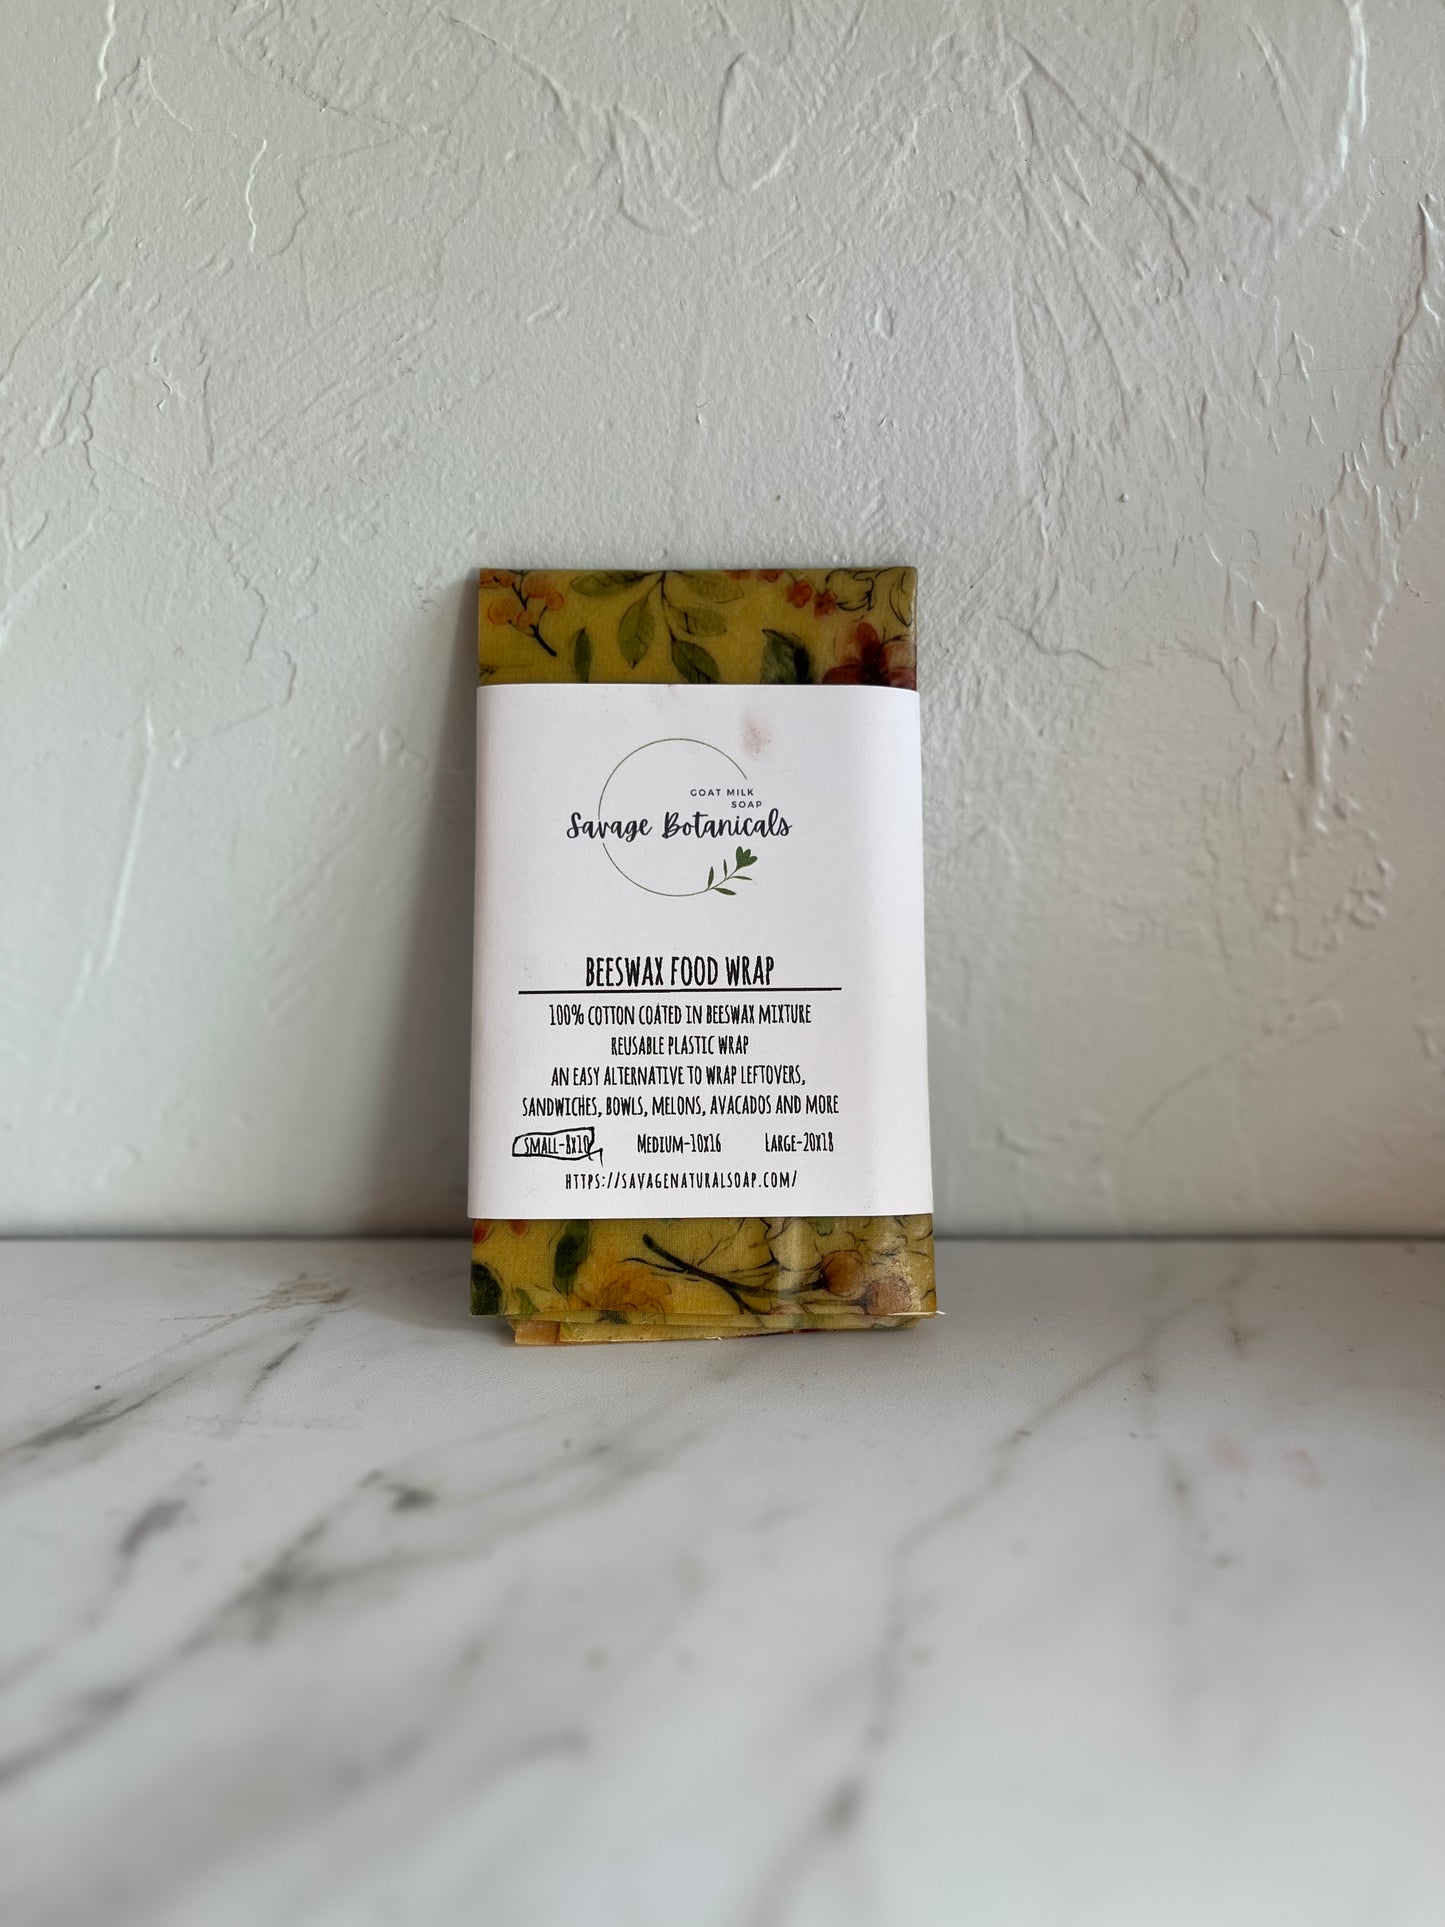 GOAT MILK
SOAP
Savage Botanicals
BEESWAX FOOD WRAP
100% COTTON COATED IN BEESWAX MIXTURE
REUSABLE PLASTIC WRAP
AN EASY ALTERNATIVE TO WRAP LEFTOVERS,
SANDWICHES, BOWLS, MELONS, AVACADOS AND MORE
SMALL-8X10 MEDIUM-10X16 LARGE-20X18
HTTPS://SAVAGENATURALSOAP.COM/